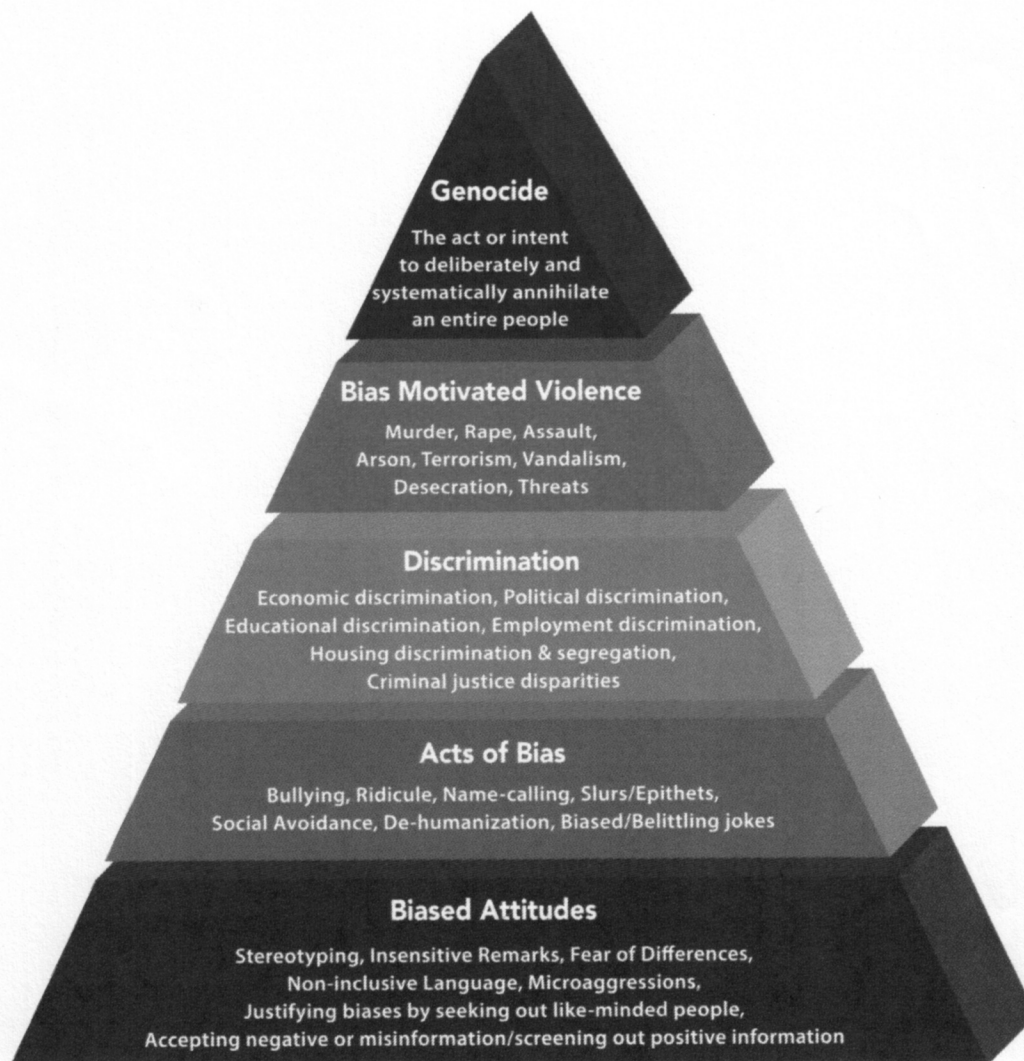 Genocide
The act or intent
to deliberately and
systematically annihilate
an entire people
Bias Motivated Violence
Murder, Rape, Assault,
Arson, Terrorism, Vandalism,
Desecration, Threats
Discrimination
Economic discrimination, Political discrimination,
Educational discrimination, Employment discrimination,
Housing discrimination & segregation,
Criminal justice disparities
Acts of Bias
Bullying, Ridicule, Name-calling, Slurs/Epithets,
Social Avoidance, De-humanization, Biased/Belittling jokes
Biased Attitudes
Stereotyping, Insensitive Remarks, Fear of Differences,
Non-inclusive Language, Microaggressions,
Justifying biases by seeking out like-minded people,
Accepting negative or misinformation/screening out positive information